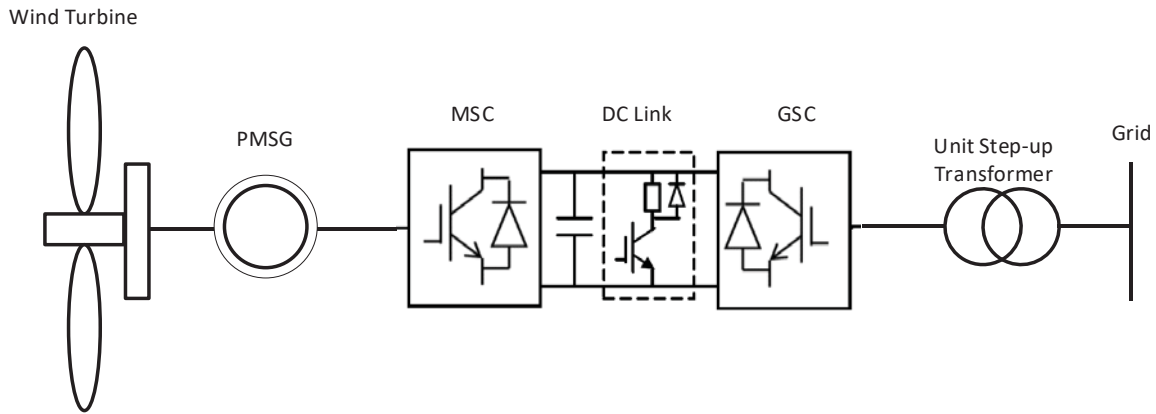 Wind Turbine
PMSG
MSC
DC Link
GSC
Unit Step-up
Transformer
Grid